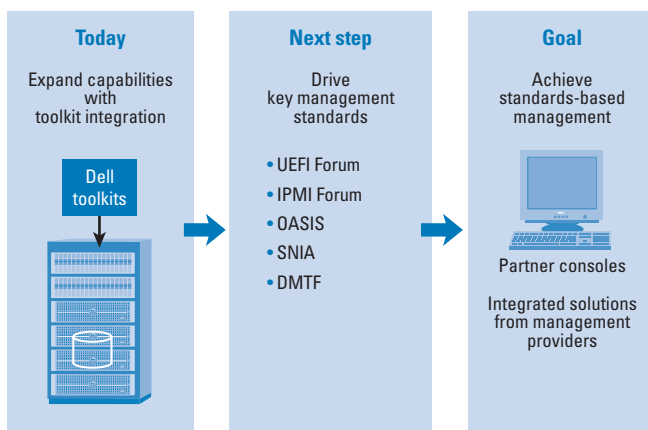 Today
Expand capabilities
with
toolkit integration
Dell
toolkits
Next step
Drive
key management
standards
• UEFI Forum
• IPMI Forum
• OASIS
• SNIA
• DMTF
Goal
Achieve
standards-based
management
Partner consoles
Integrated solutions
from management
providers